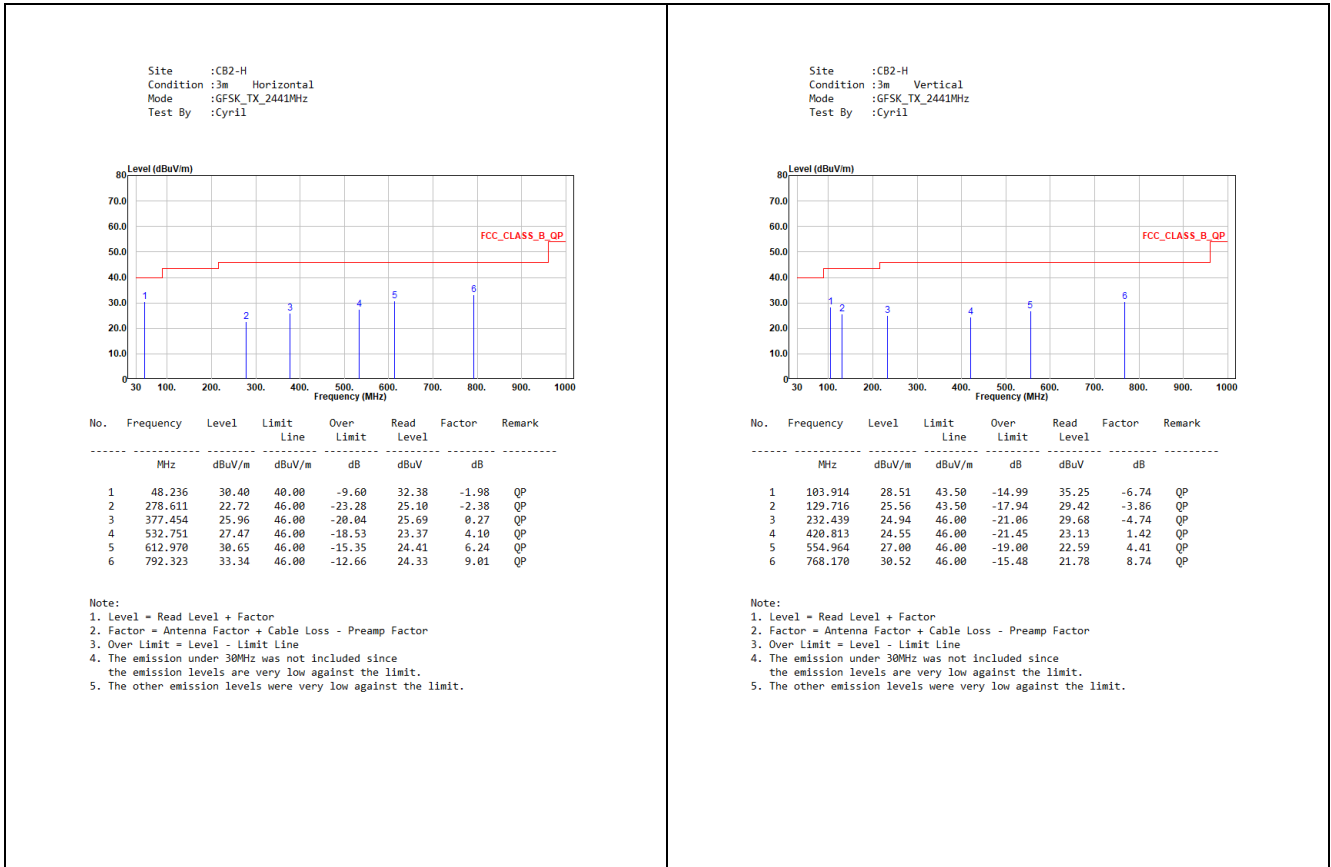 Site      :CB2-H
Condition :3m    Horizontal
Mode      :GFSK_TX_2441MHz
Test By   :Cyril
Level (dBuV/m)
80
70.0
60.0
FCC_CLASS_B_QP
50.0
40.0
30.0
20.0
10.0
0
1 2 3 4 5 6
30 100. 200. 300. 400. 500. 600. 700. 800. 900. 1000
Frequency (MHz)
No. Frequency Level Limit Over Read Factor Remark
Line Limit Level
------ ----------- -------- -------- -------- -------- -------- ---------
MHz dBuV/m dBuV/m dB dBuV dB
1 48.236 30.40 40.00 -9.60 32.38 -1.98 QP
2 278.611 22.72 46.00 -23.28 25.10 -2.38 QP
3 377.454 25.96 46.00 -20.04 25.69 0.27 QP
4 532.751 27.47 46.00 -18.53 23.37 4.10 QP
5 612.970 30.65 46.00 -15.35 24.41 6.24 QP
6 792.323 33.34 46.00 -12.66 24.33 9.01 QP
Note:
1. Level = Read Level + Factor
2. Factor = Antenna Factor + Cable Loss - Preamp Factor
3. Over Limit = Level - Limit Line
4. The emission under 30MHz was not included since
the emission levels are very low against the limit.
5. The other emission levels were very low against the limit.
Site      :CB2-H
Condition :3m    Vertical
Mode      :GFSK_TX_2441MHz
Test By   :Cyril
Level (dBuV/m)
80
70.0
60.0
FCC_CLASS_B_QP
50.0
40.0
30.0
20.0
10.0
0
1 2 3 4 5 6
30 100. 200. 300. 400. 500. 600. 700. 800. 900. 1000
Frequency (MHz)
No. Frequency Level Limit Over Read Factor Remark
Line Limit Level
------ ----------- -------- -------- -------- -------- -------- ---------
MHz dBuV/m dBuV/m dB dBuV dB
1 103.914 28.51 43.50 -14.99 35.25 -6.74 QP
2 129.716 25.56 43.50 -17.94 29.42 -3.86 QP
3 232.439 24.94 46.00 -21.06 29.68 -4.74 QP
4 420.813 24.55 46.00 -21.45 23.13 1.42 QP
5 554.964 27.00 46.00 -19.00 22.59 4.41 QP
6 768.170 30.52 46.00 -15.48 21.78 8.74 QP
Note:
1. Level = Read Level + Factor
2. Factor = Antenna Factor + Cable Loss - Preamp Factor
3. Over Limit = Level - Limit Line
4. The emission under 30MHz was not included since
the emission levels are very low against the limit.
5. The other emission levels were very low against the limit.